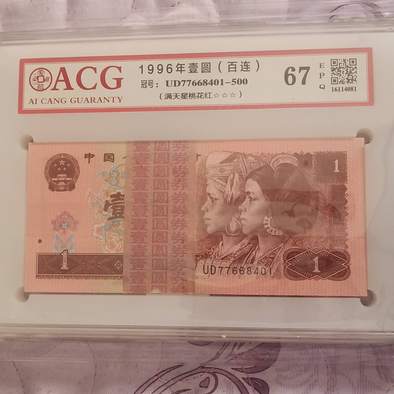 ACG
AI CANG GUARANTY
1996年壹圆（百连）
冠号：UD77668401-500
（满天星桃花红☆☆☆）
67
EPQ
16114081
中国
壹
1
1
UD77668401
1